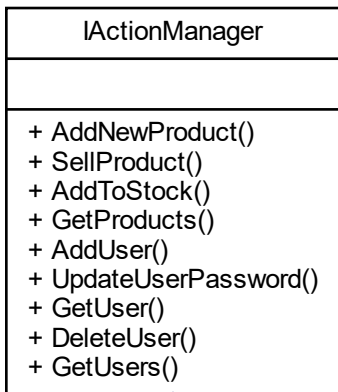 IActionManager
+ AddNewProduct()
+ SellProduct()
+ AddToStock()
+ GetProducts()
+ AddUser()
+ UpdateUserPassword()
+ GetUser()
+ DeleteUser()
+ GetUsers()